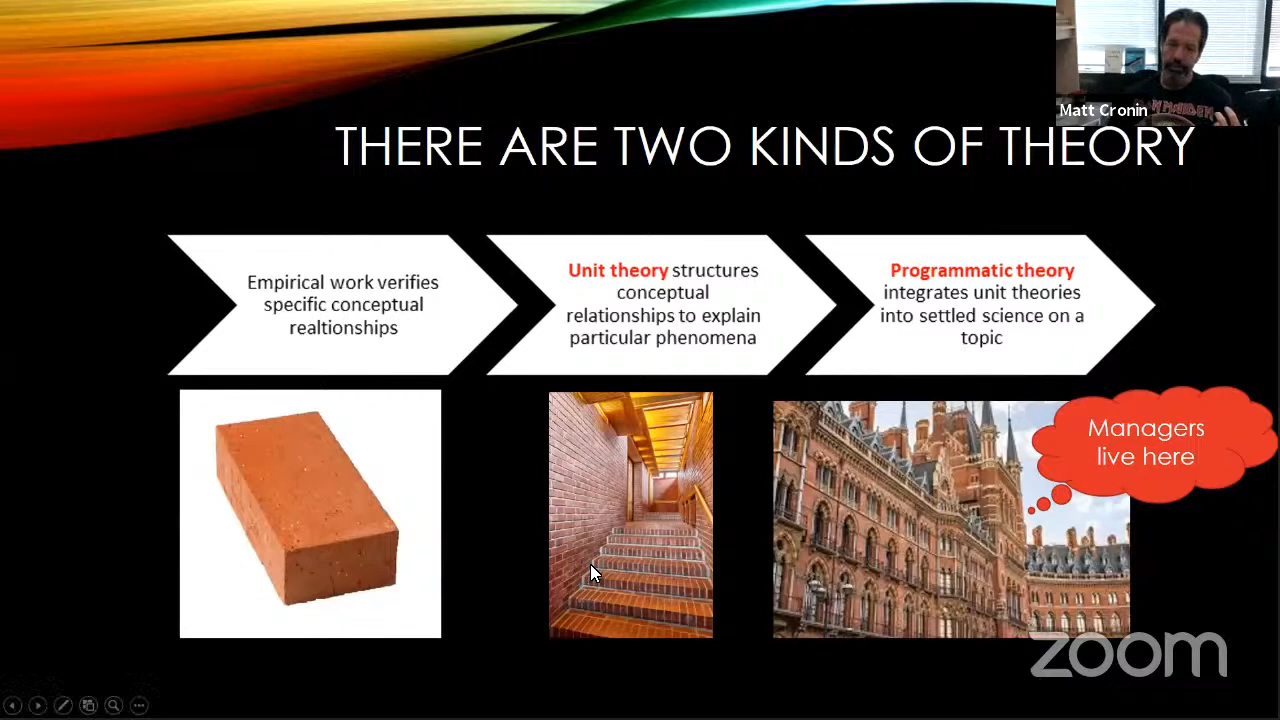 Matt Cronin
THERE ARE TWO KINDS OF THEORY
Empirical work verifies
specific conceptual
realtionships
Unit theory structures
conceptual
relationships to explain
particular phenomena
Programmatic theory
integrates unit theories
into settled science on a
topic
Managers
live here
zoom